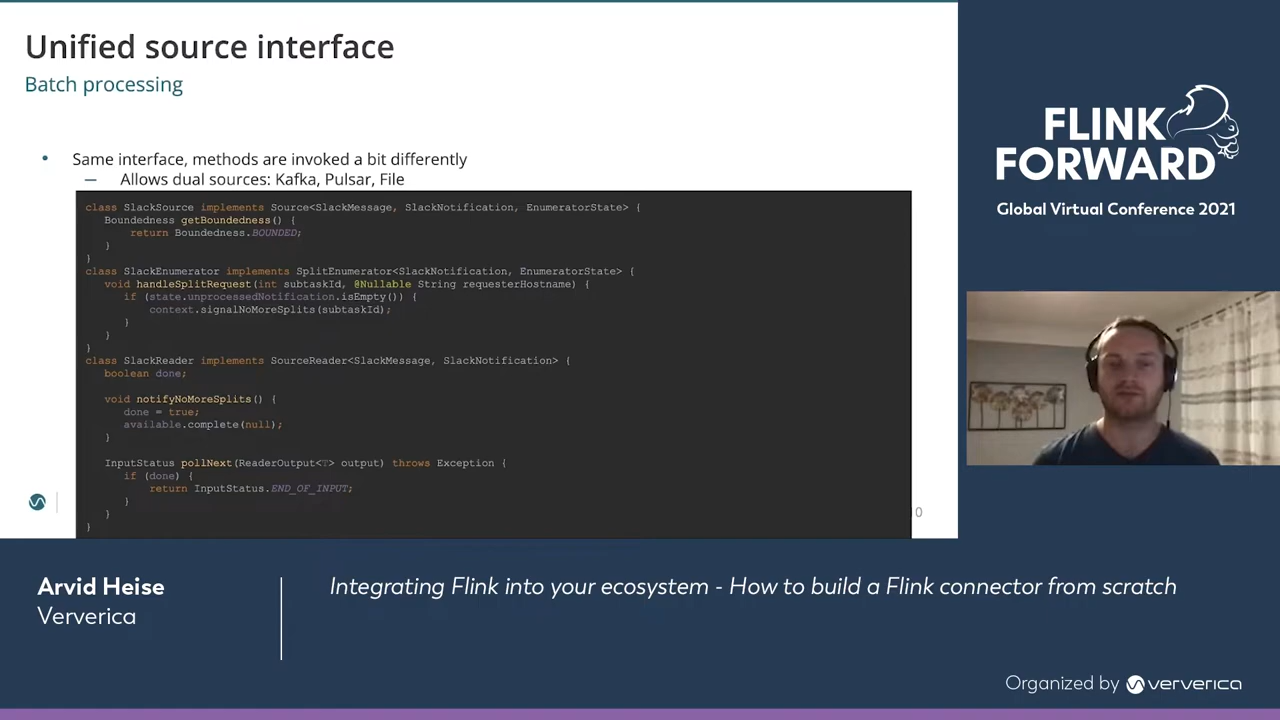 Unified source interface
Batch processing
• Same interface, methods are invoked a bit differently
— Allows dual sources: Kafka, Pulsar, File
class SlackSource implements Source<SlackMessage, SlackNotification, EnumeratorState> {
Boundedness getBoundedness() {
return Boundedness.BOUNDED;
}
}
class SlackEnumerator implements SplitEnumerator<SlackNotification, EnumeratorState> {
void handleSplitRequest(int subtaskId, @Nullable String requesterHostname) {
if (state.unprocessedNotification.isEmpty()) {
context.signalNoMoreSplits(subtaskId);
}
}
}
class SlackReader implements SourceReader<SlackMessage, SlackNotification> {
boolean done;
void notifyNoMoreSplits() {
done = true;
available.complete(null);
}
InputStatus pollNext(ReaderOutput<T> output) throws Exception {
if (done) {
return InputStatus.END_OF_INPUT;
}
}
}
0
FLINK
FORWARD
Global Virtual Conference 2021
Arvid Heise
Ververica
Integrating Flink into your ecosystem - How to build a Flink connector from scratch
Organized by ververica